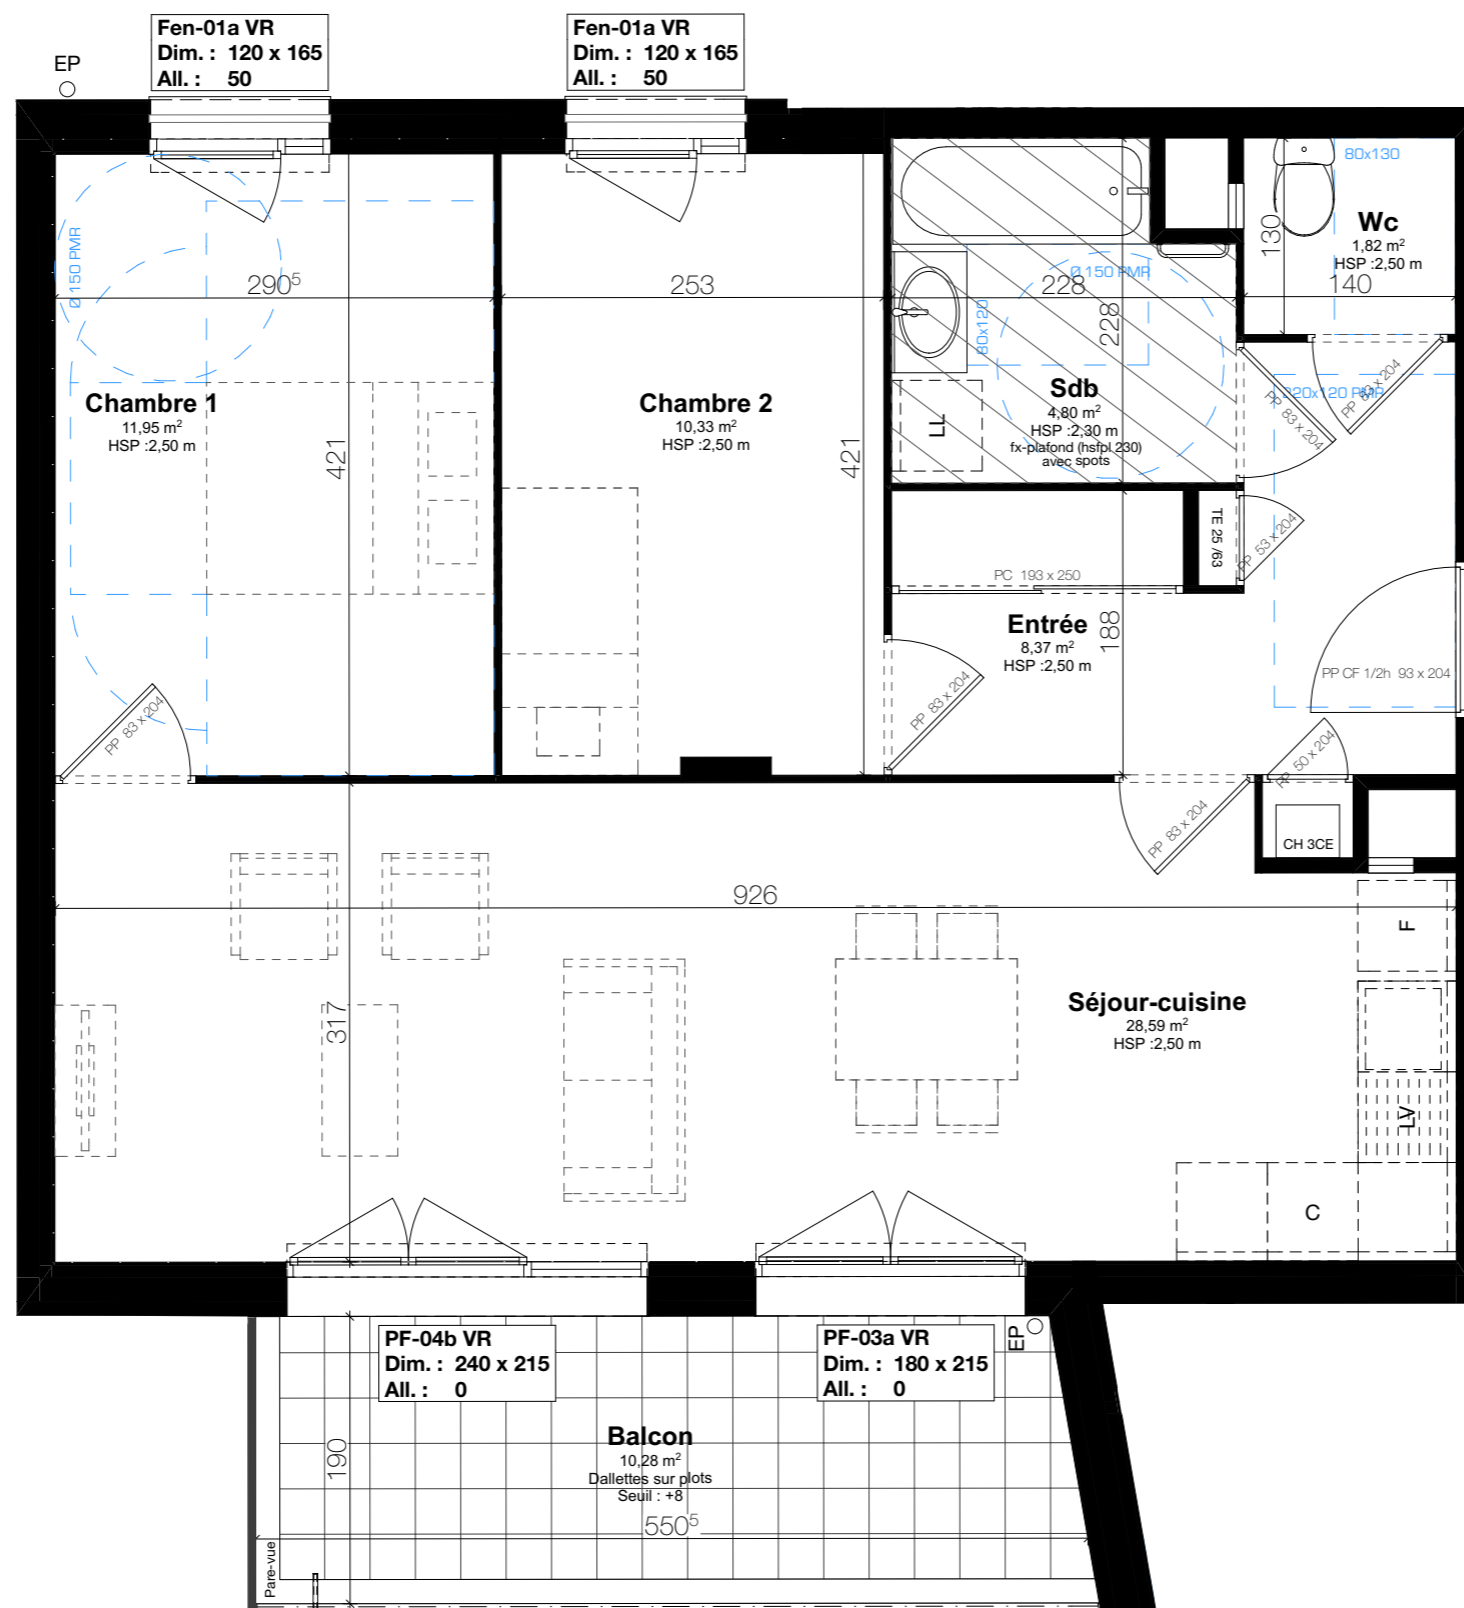 Fen-01a VR
Dim. : 120 x 165
All. : 50
Fen-01a VR
Dim. : 120 x 165
All. : 50
EP
80x130
Wc
1,82 m²
HSP :2,50 m
130
140
Ø 150 PMR
290⁵
253
Ø 150 PMR
228
228
80x120
Chambre 1
11,95 m²
HSP :2,50 m
421
Chambre 2
10,33 m²
HSP :2,50 m
421
LL
Sdb
4,80 m²
HSP :2,30 m
fx-plafond (hsfpl 230)
avec spots
220x120 PMR
PP 83 x 204
PP 83 x 204
TE 25 /63
PP 53 x 204
PC 193 x 250
Entrée
8,37 m²
HSP :2,50 m
188
PP CF 1/2h 93 x 204
PP 83 x 204
PP 83 x 204
PP 50 x 204
PP 83 x 204
CH 3CE
926
F
317
Séjour-cuisine
28,59 m²
HSP :2,50 m
LV
C
PF-04b VR
Dim. : 240 x 215
All. : 0
PF-03a VR
Dim. : 180 x 215
All. : 0
EP
Balcon
10,28 m²
Dallettes sur plots
Seuil : +8
190
550⁵
Pare-vue